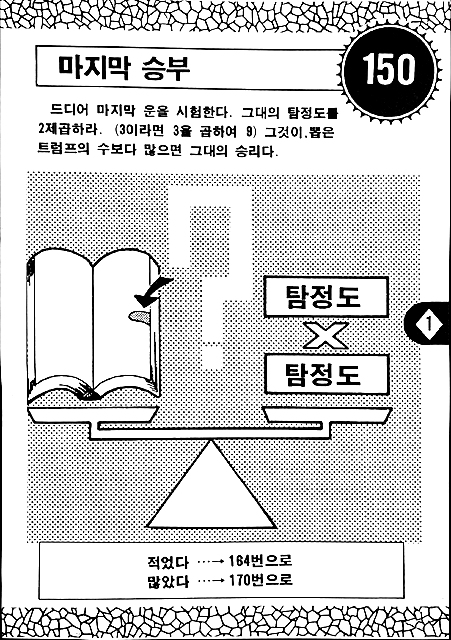 마지막 승부
150
드디어 마지막 운을 시험한다. 그대의 탐정도를
2제곱하라. (3이라면 3을 곱하여 9) 그것이, 뽑은
트럼프의 수보다 많으면 그대의 승리다.
?
탐정도
×
탐정도
1
적었다 ‥‥→ 164번으로
많았다 ‥‥→ 170번으로